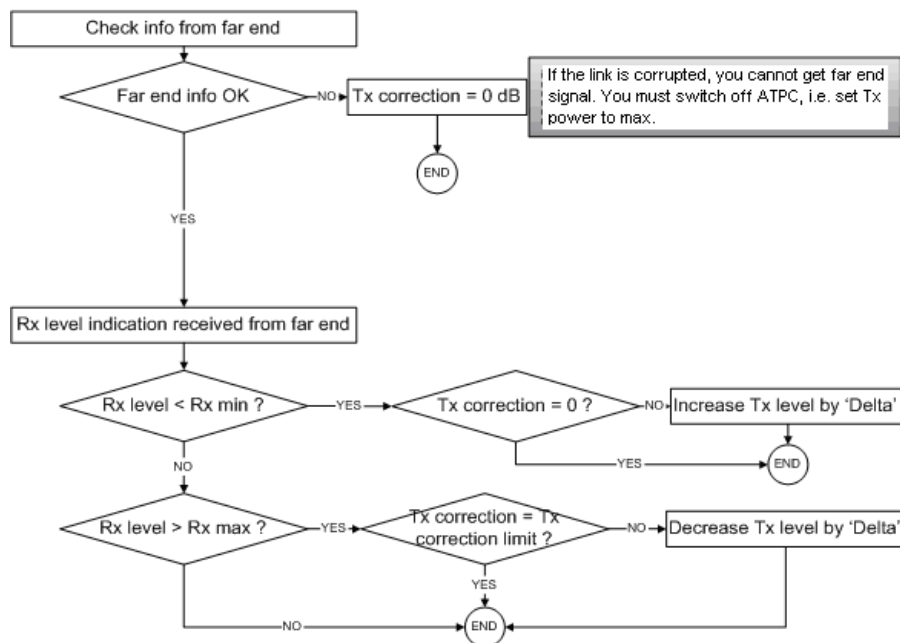 Check info from far end
Far end info OK
NO
Tx correction = 0 dB
If the link is corrupted, you cannot get far end
signal. You must switch off ATPC, i.e. set Tx
power to max.
END
YES
Rx level indication received from far end
Rx level < Rx min ?
YES
Tx correction = 0 ?
NO
Increase Tx level by ‘Delta’
YES
END
NO
Rx level > Rx max ?
YES
Tx correction = Tx
correction limit ?
NO
Decrease Tx level by ‘Delta’
YES
NO
END